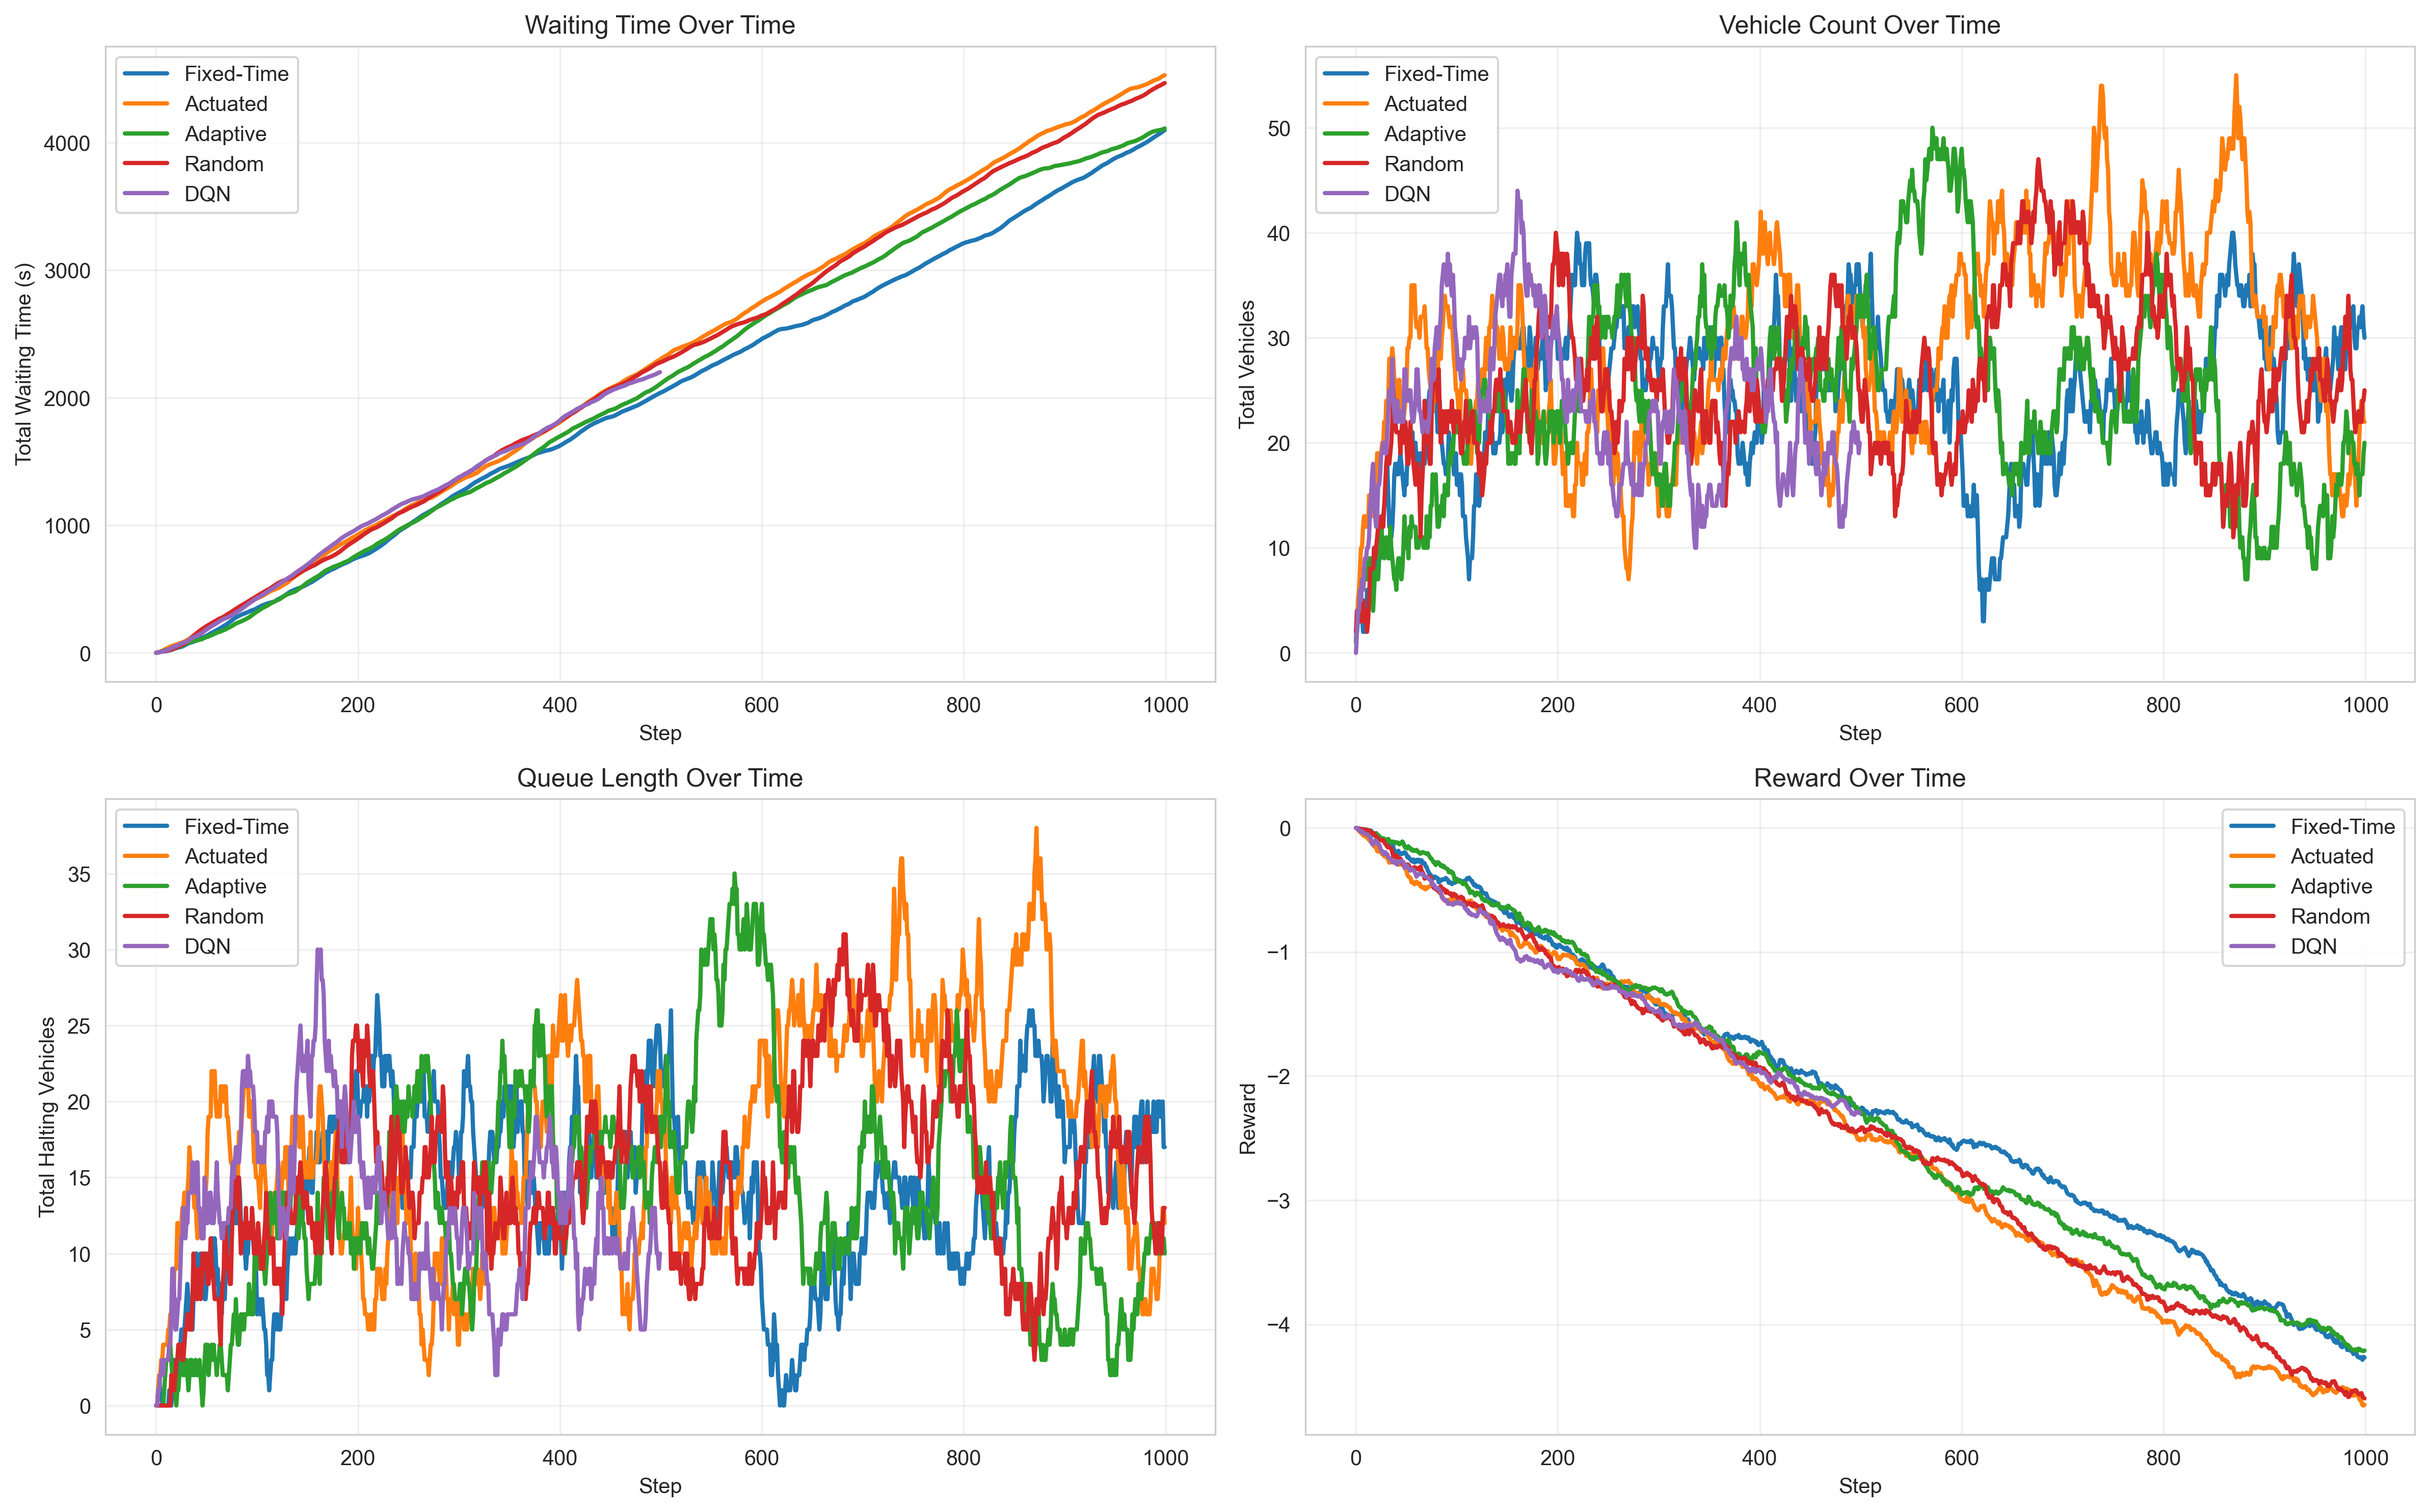 Waiting Time Over Time
Total Waiting Time (s)
4000
3000
2000
1000
0
Fixed-Time
Actuated
Adaptive
Random
DQN
0 200 400 600 800 1000
Step
Vehicle Count Over Time
Total Vehicles
50
40
30
20
10
0
Fixed-Time
Actuated
Adaptive
Random
DQN
0 200 400 600 800 1000
Step
Queue Length Over Time
Total Halting Vehicles
35
30
25
20
15
10
5
0
Fixed-Time
Actuated
Adaptive
Random
DQN
0 200 400 600 800 1000
Step
Reward Over Time
Reward
0
−1
−2
−3
−4
Fixed-Time
Actuated
Adaptive
Random
DQN
0 200 400 600 800 1000
Step